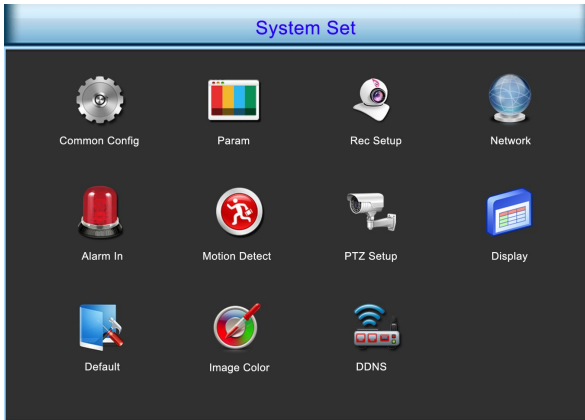 System Set
Common Config
Param
Rec Setup
Network
Alarm In
Motion Detect
PTZ Setup
Display
Default
Image Color
DDNS